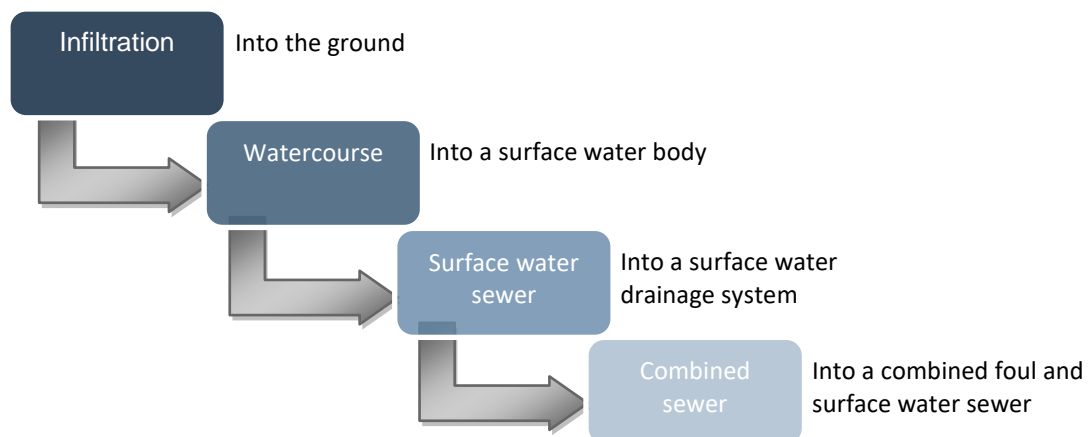 Infiltration
Into the ground
Watercourse
Into a surface water body
Surface water
sewer
Into a surface water
drainage system
Combined
sewer
Into a combined foul and
surface water sewer